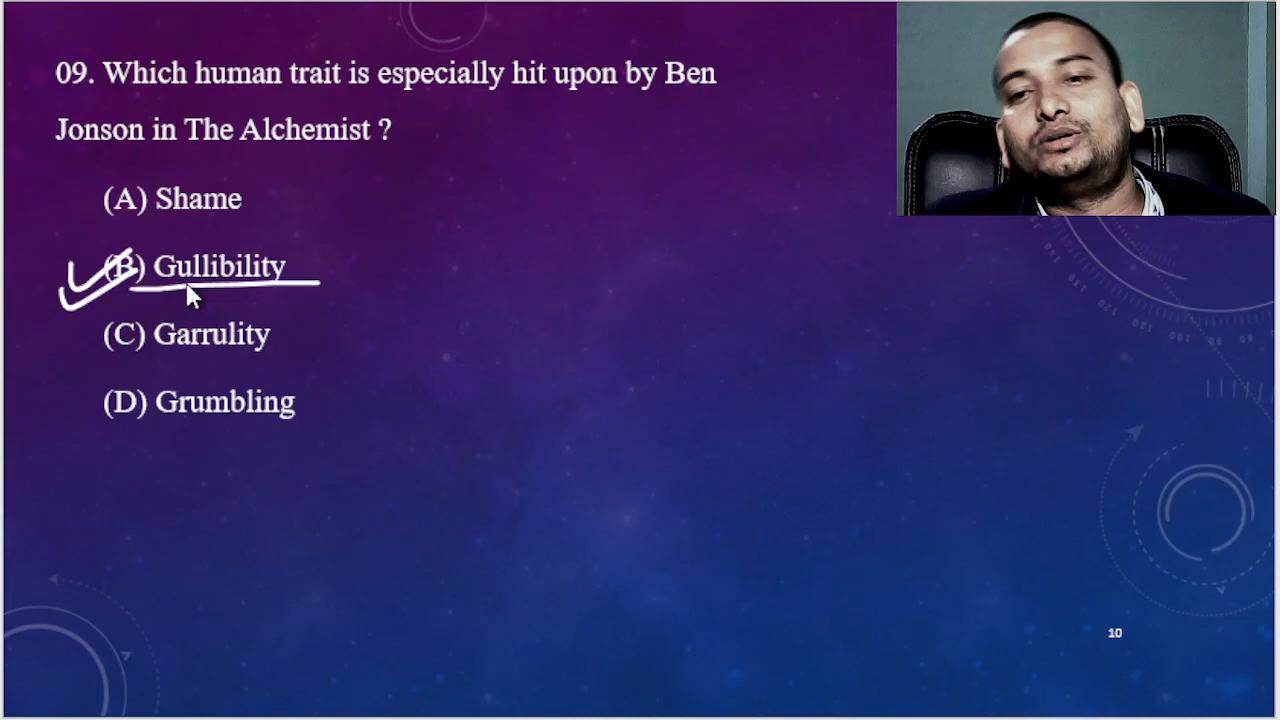 09. Which human trait is especially hit upon by Ben
Jonson in The Alchemist ?
(A) Shame
(B) Gullibility
(C) Garrulity
(D) Grumbling
10